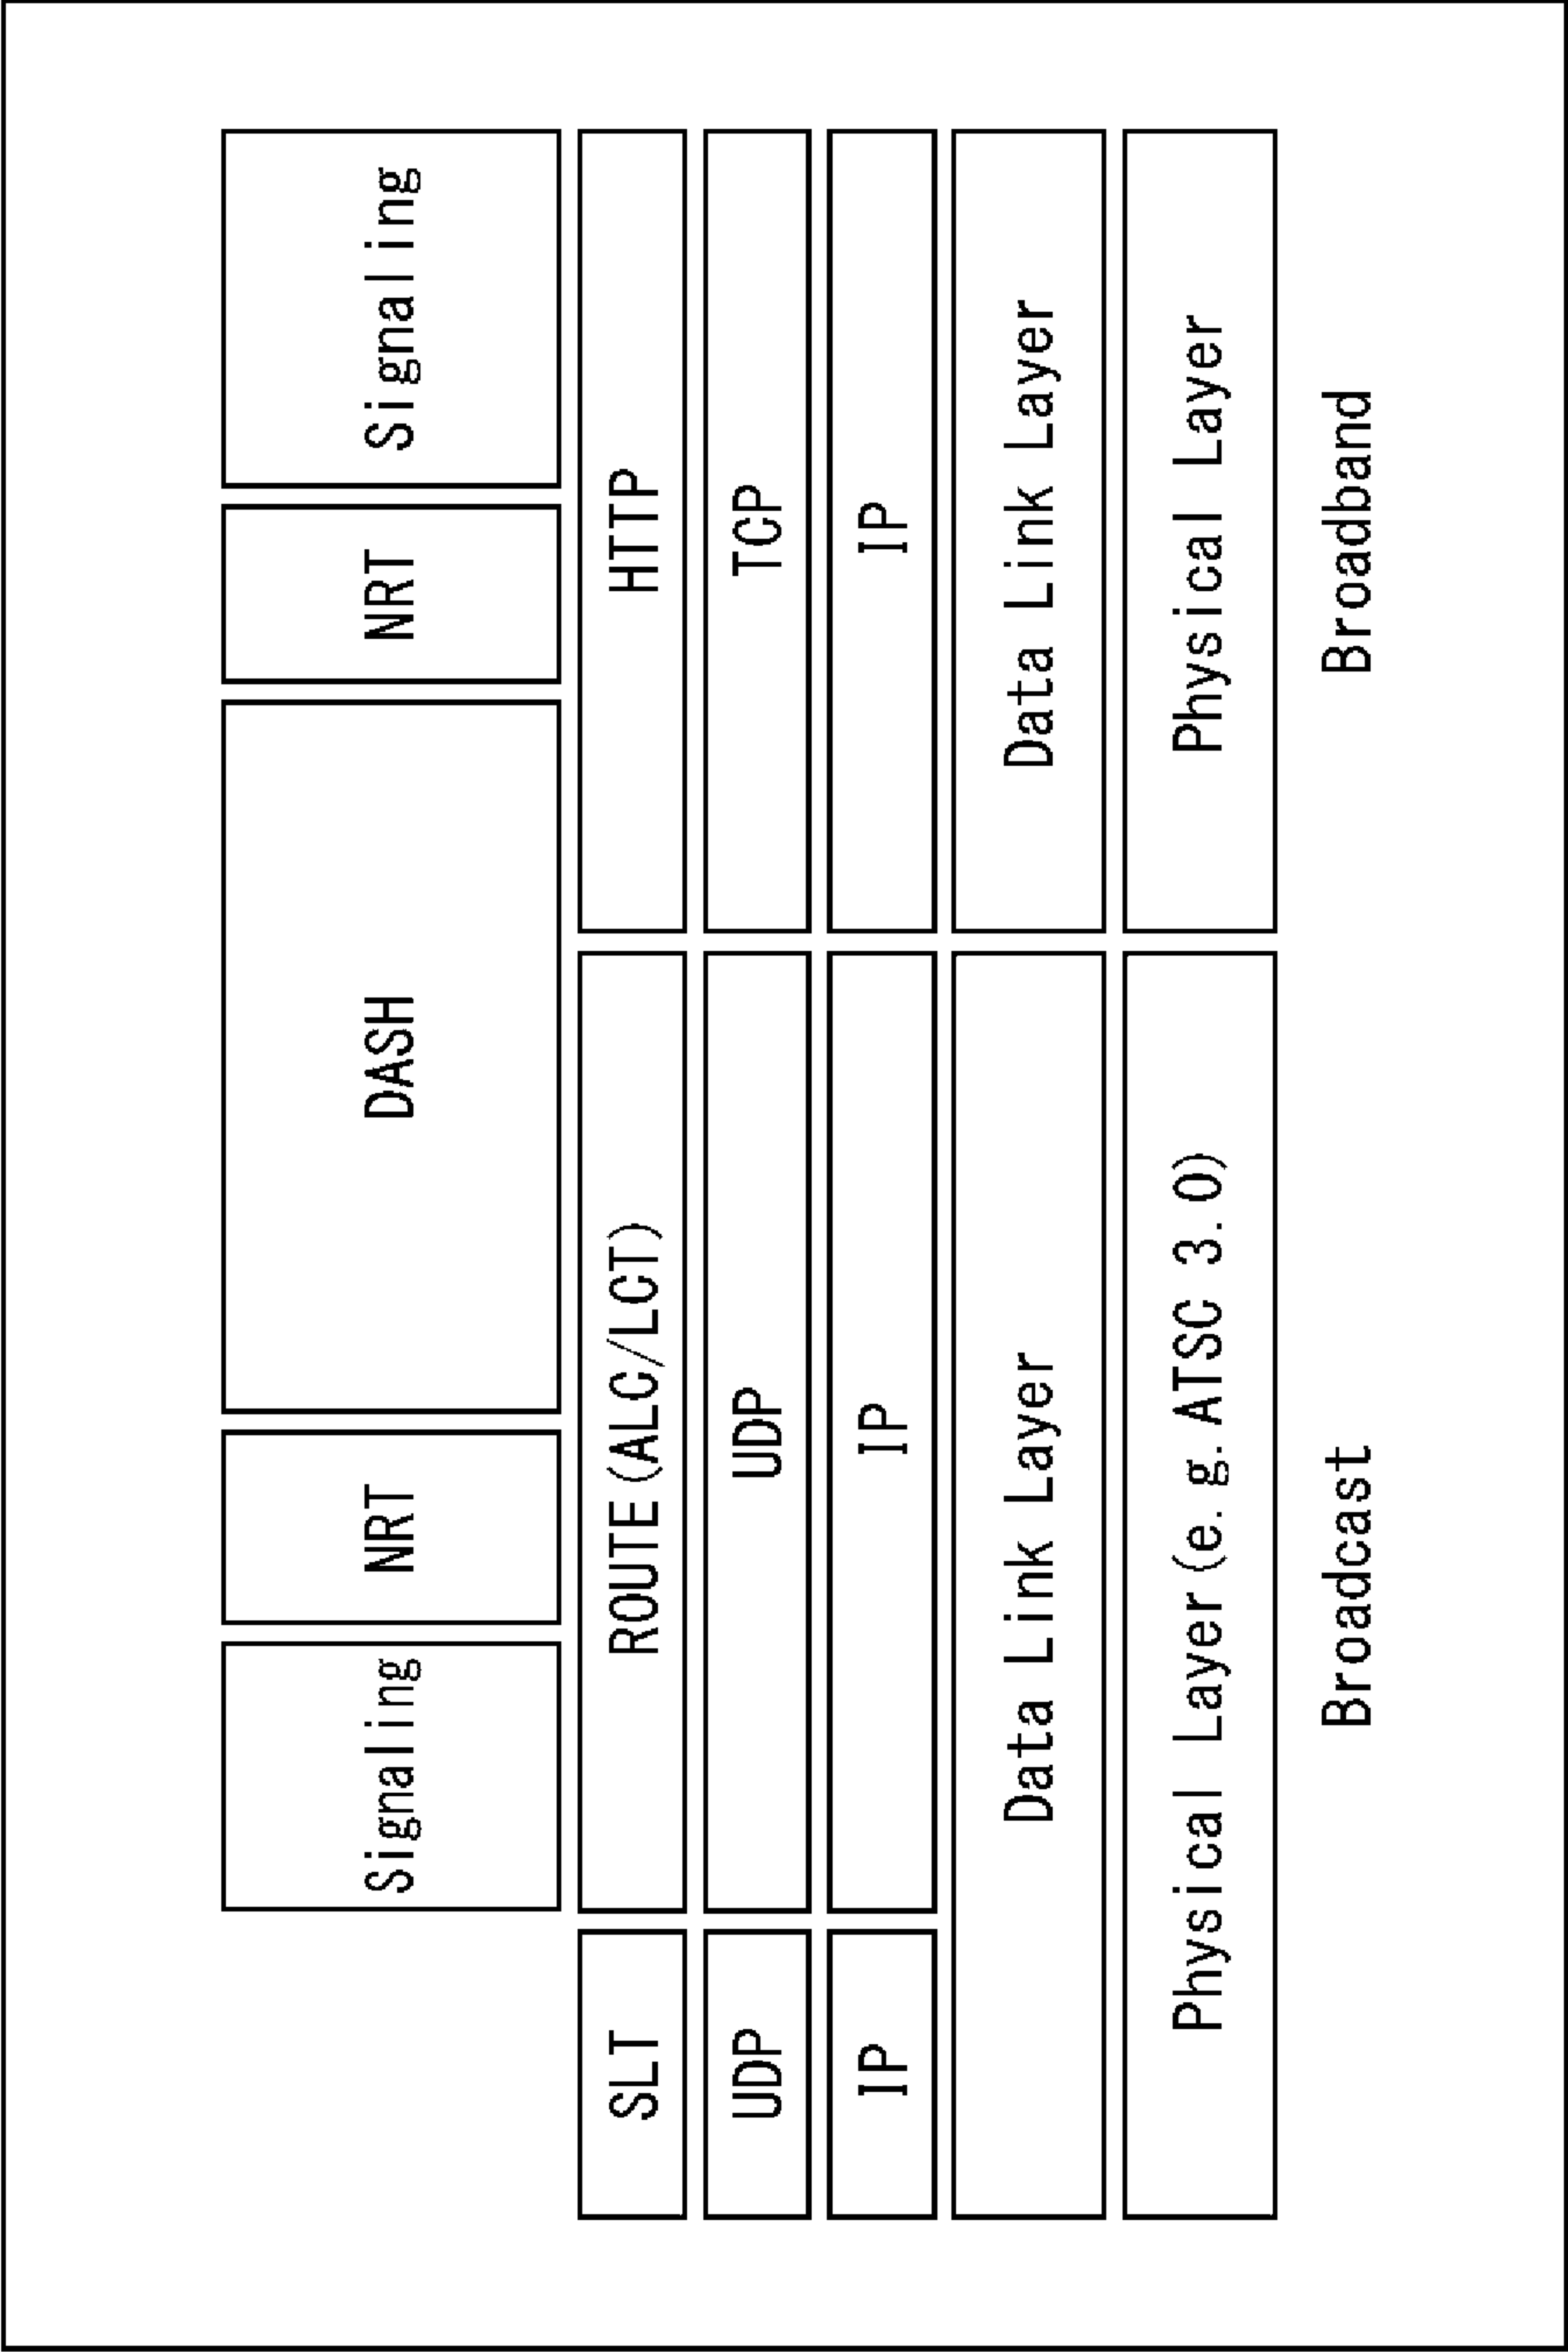 Signaling
NRT
DASH
NRT
Signaling
SLT
ROUTE(ALC/LCT)
HTTP
UDP
UDP
TCP
IP
IP
IP
Data Link Layer
Data Link Layer
Physical Layer(e.g. ATSC 3.0)
Physical Layer
Broadcast
Broadband